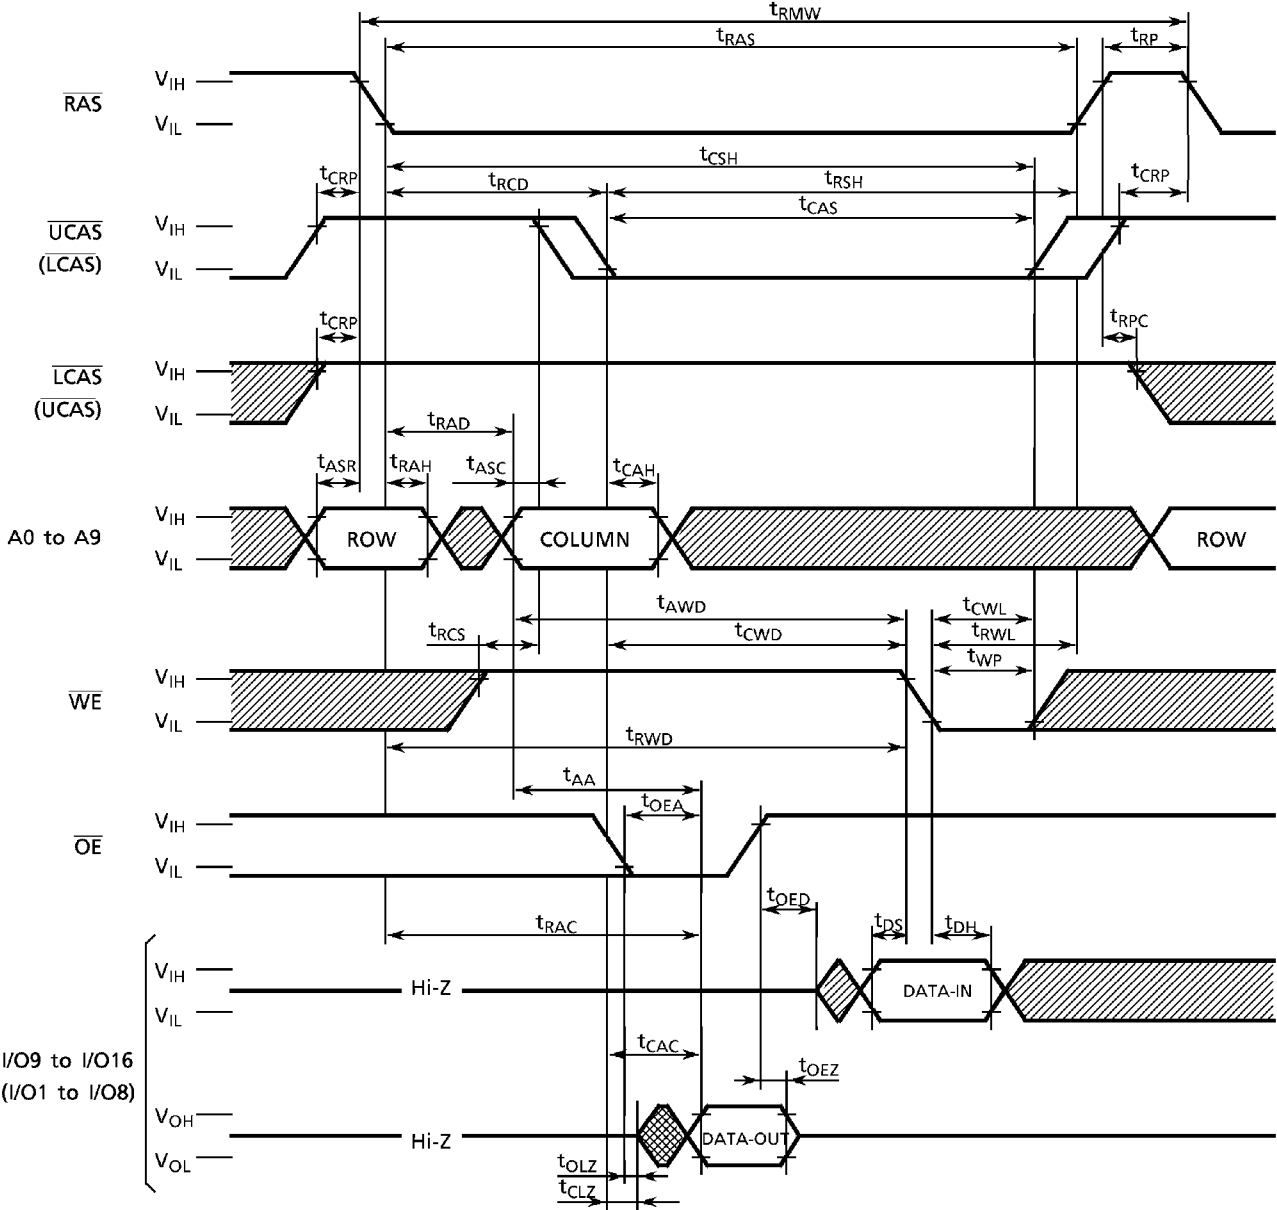 tRMW
tRAS tRP
RAS VIH
VIL
tCSH
tCRP tRCD tRSH tCRP
tCAS
UCAS VIH
(LCAS) VIL
tCRP tRPC
LCAS VIH
(UCAS) VIL
tRAD
tASR tRAH tASC tCAH
A0 to A9 VIH ROW COLUMN ROW
VIL
tAWD tCWL
tRCS tCWD tRWL
tWP
WE VIH
VIL
tRWD
tAA
tOEA
OE VIH
VIL
tOED
tRAC tDS tDH
VIH
Hi-Z DATA-IN
VIL
I/O9 to I/O16
(I/O1 to I/O8)
tCAC
tOEZ
VOH
Hi-Z DATA-OUT
VOL
tOLZ
tCLZ